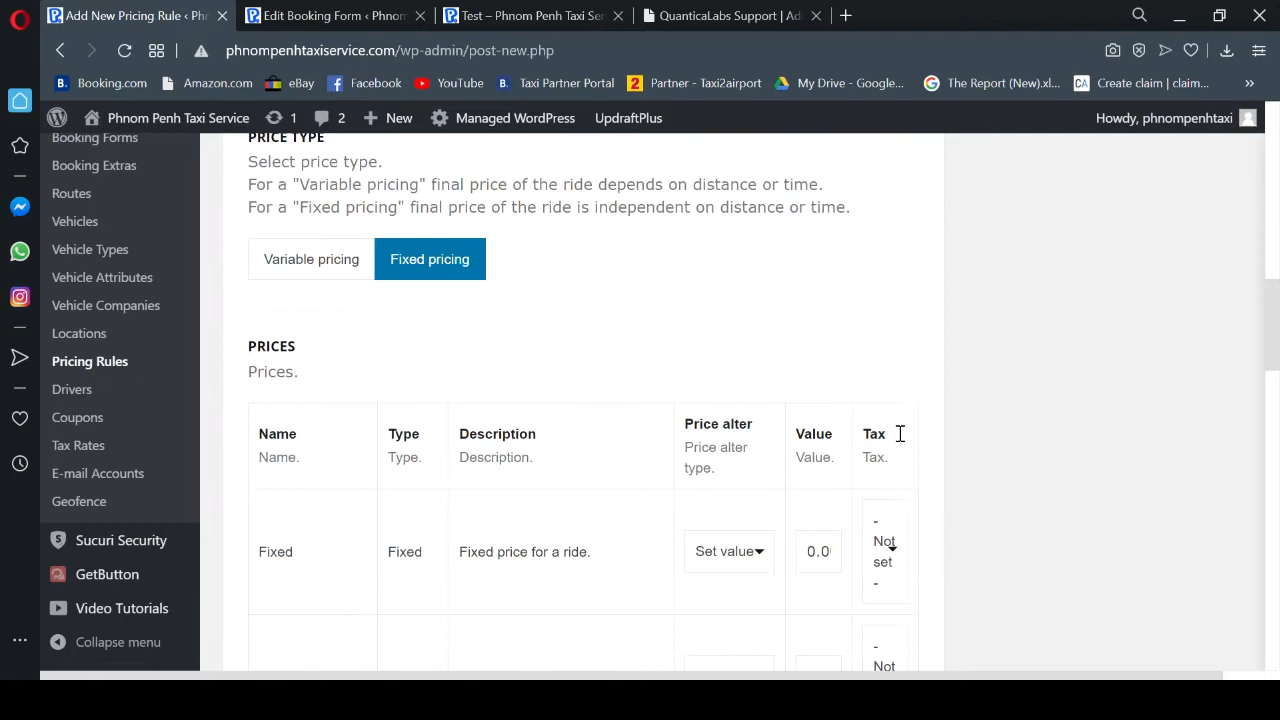 Add New Pricing Rule ‹ Ph
Edit Booking Form ‹ Phnom
Test – Phnom Penh Taxi Ser
QuanticaLabs Support | Ad
phnompenhtaxiservice.com/wp-admin/post-new.php
Booking.com
Amazon.com
eBay
Facebook
YouTube
Taxi Partner Portal
Partner - Taxi2airport
My Drive - Google...
The Report (New).xl...
Create claim | claim...
»
Phnom Penh Taxi Service
1
2
New
Managed WordPress
UpdraftPlus
Howdy, phnompenhtaxi
Booking Forms
Booking Extras
Routes
Vehicles
Vehicle Types
Vehicle Attributes
Vehicle Companies
Locations
Pricing Rules
Drivers
Coupons
Tax Rates
E-mail Accounts
Geofence
Sucuri Security
GetButton
Video Tutorials
Collapse menu
PRICE TYPE
Select price type.
For a "Variable pricing" final price of the ride depends on distance or time.
For a "Fixed pricing" final price of the ride is independent on distance or time.
Variable pricing
Fixed pricing
PRICES
Prices.
Name
Name.
Type
Type.
Description
Description.
Price alter
Price alter
type.
Value
Value.
Tax
Tax.
Fixed
Fixed
Fixed price for a ride.
Set value
0.0
-
Not
set
-
-
Not